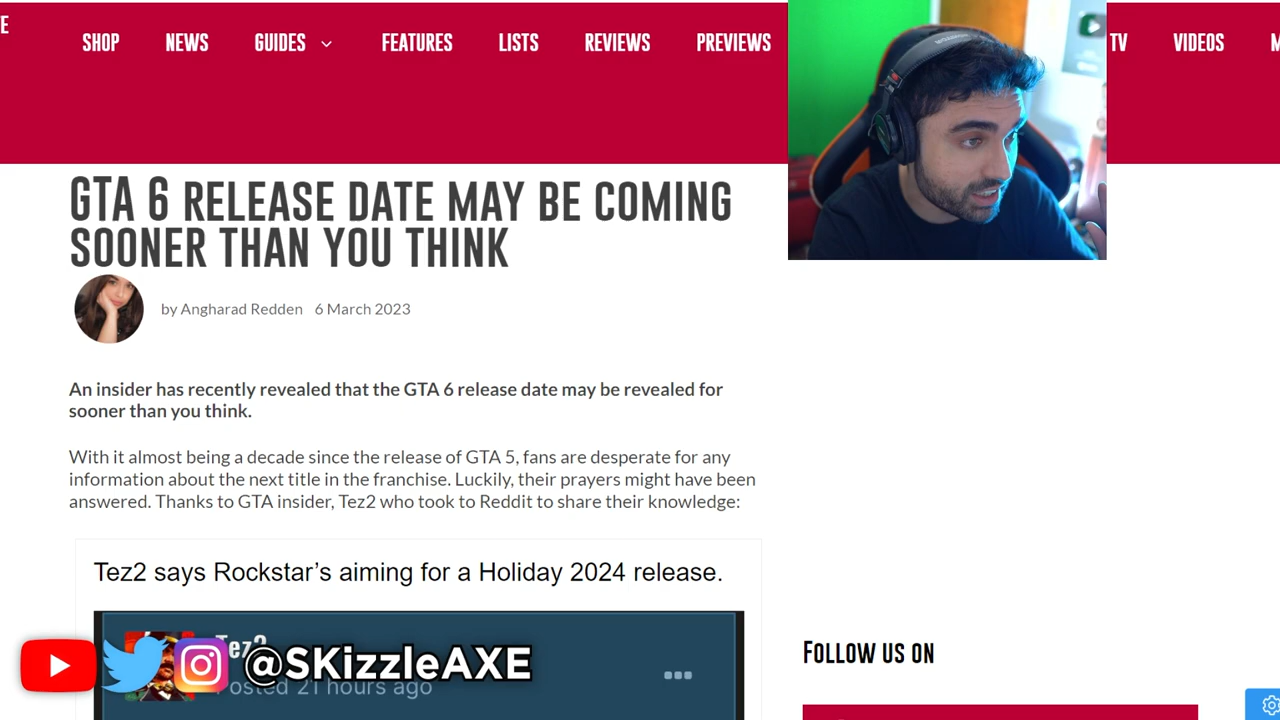 E
SHOP NEWS GUIDES FEATURES LISTS REVIEWS PREVIEWS TV VIDEOS M
GTA 6 RELEASE DATE MAY BE COMING
SOONER THAN YOU THINK
by Angharad Redden 6 March 2023
An insider has recently revealed that the GTA 6 release date may be revealed for
sooner than you think.
With it almost being a decade since the release of GTA 5, fans are desperate for any
information about the next title in the franchise. Luckily, their prayers might have been
answered. Thanks to GTA insider, Tez2 who took to Reddit to share their knowledge:
Tez2 says Rockstar's aiming for a Holiday 2024 release.
Tez2
@SKizzleAXE
Posted 21 hours ago
FOLLOW US ON